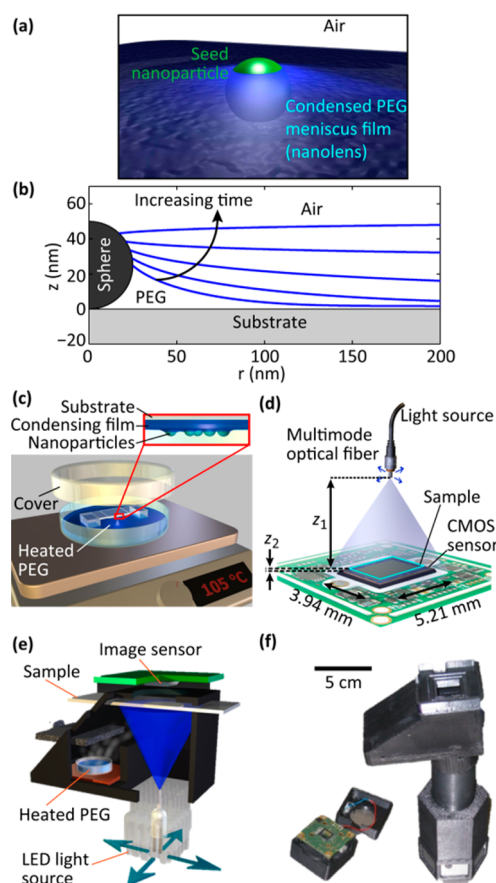 (a)
Air
Seed
nanoparticle
Condensed PEG
meniscus film
(nanolens)
(b)
Increasing time
Air
Sphere
PEG
Substrate
z (nm)
60
40
20
0
−20
0
50
100
150
200
r (nm)
(c)
Substrate
Condensing film
Nanoparticles
Cover
Heated
PEG
105 °C
(d)
Light source
Multimode
optical fiber
Sample
CMOS
sensor
z1
z2
3.94 mm
5.21 mm
(e)
Image sensor
Sample
Heated PEG
LED light
source
(f)
5 cm